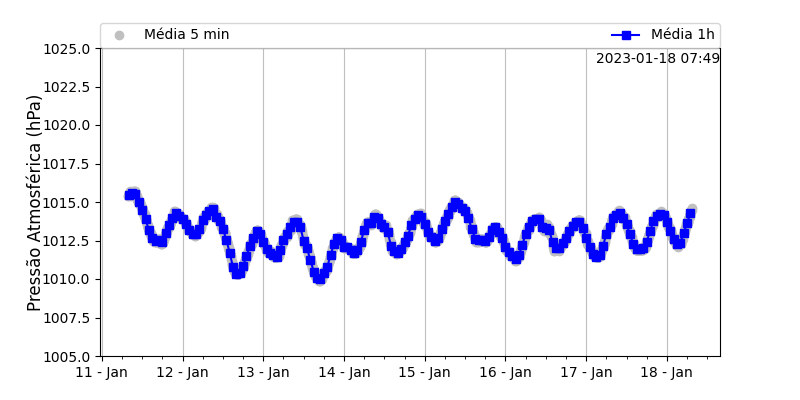 Média 5 min
Média 1h
2023-01-18 07:49
Pressão Atmosférica (hPa)
1025.0
1022.5
1020.0
1017.5
1015.0
1012.5
1010.0
1007.5
1005.0
11 - Jan
12 - Jan
13 - Jan
14 - Jan
15 - Jan
16 - Jan
17 - Jan
18 - Jan